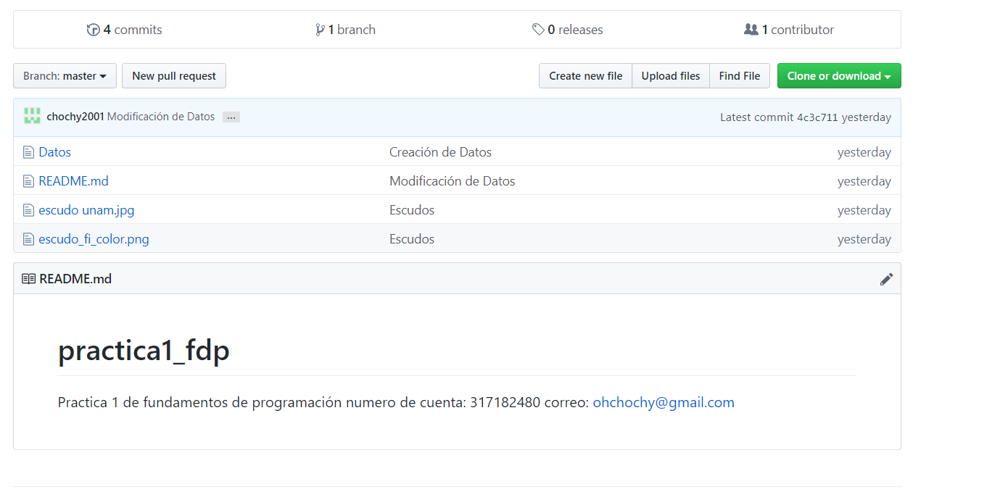 4 commits 1 branch 0 releases 1 contributor
Branch: master New pull request Create new file Upload files Find File Clone or download
chochy2001 Modificación de Datos ... Latest commit 4c3c711 yesterday
Datos Creación de Datos yesterday
README.md Modificación de Datos yesterday
escudo unam.jpg Escudos yesterday
escudo_fi_color.png Escudos yesterday
README.md
practica1_fdp
Practica 1 de fundamentos de programación numero de cuenta: 317182480 correo: ohchochy@gmail.com